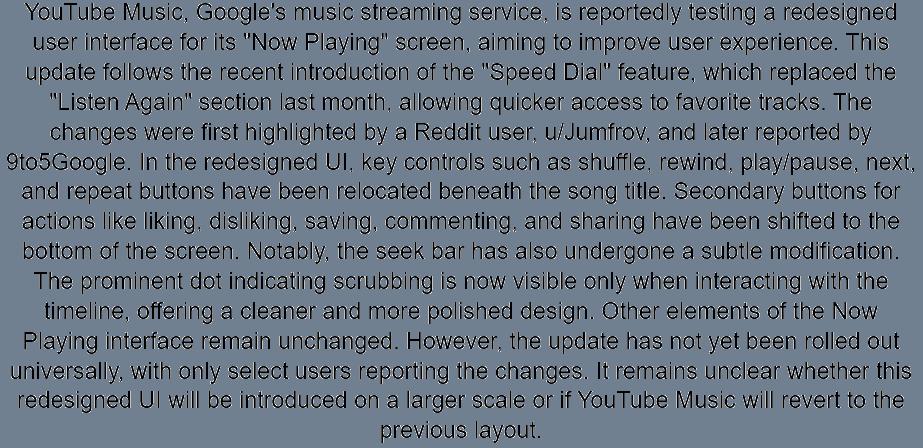 YouTube Music, Google's music streaming service, is reportedly testing a redesigned
user interface for its "Now Playing" screen, aiming to improve user experience. This
update follows the recent introduction of the "Speed Dial" feature, which replaced the
"Listen Again" section last month, allowing quicker access to favorite tracks. The
changes were first highlighted by a Reddit user, u/Jumfrov, and later reported by
9to5Google. In the redesigned UI, key controls such as shuffle, rewind, play/pause, next,
and repeat buttons have been relocated beneath the song title. Secondary buttons for
actions like liking, disliking, saving, commenting, and sharing have been shifted to the
bottom of the screen. Notably, the seek bar has also undergone a subtle modification.
The prominent dot indicating scrubbing is now visible only when interacting with the
timeline, offering a cleaner and more polished design. Other elements of the Now
Playing interface remain unchanged. However, the update has not yet been rolled out
universally, with only select users reporting the changes. It remains unclear whether this
redesigned UI will be introduced on a larger scale or if YouTube Music will revert to the
previous layout.